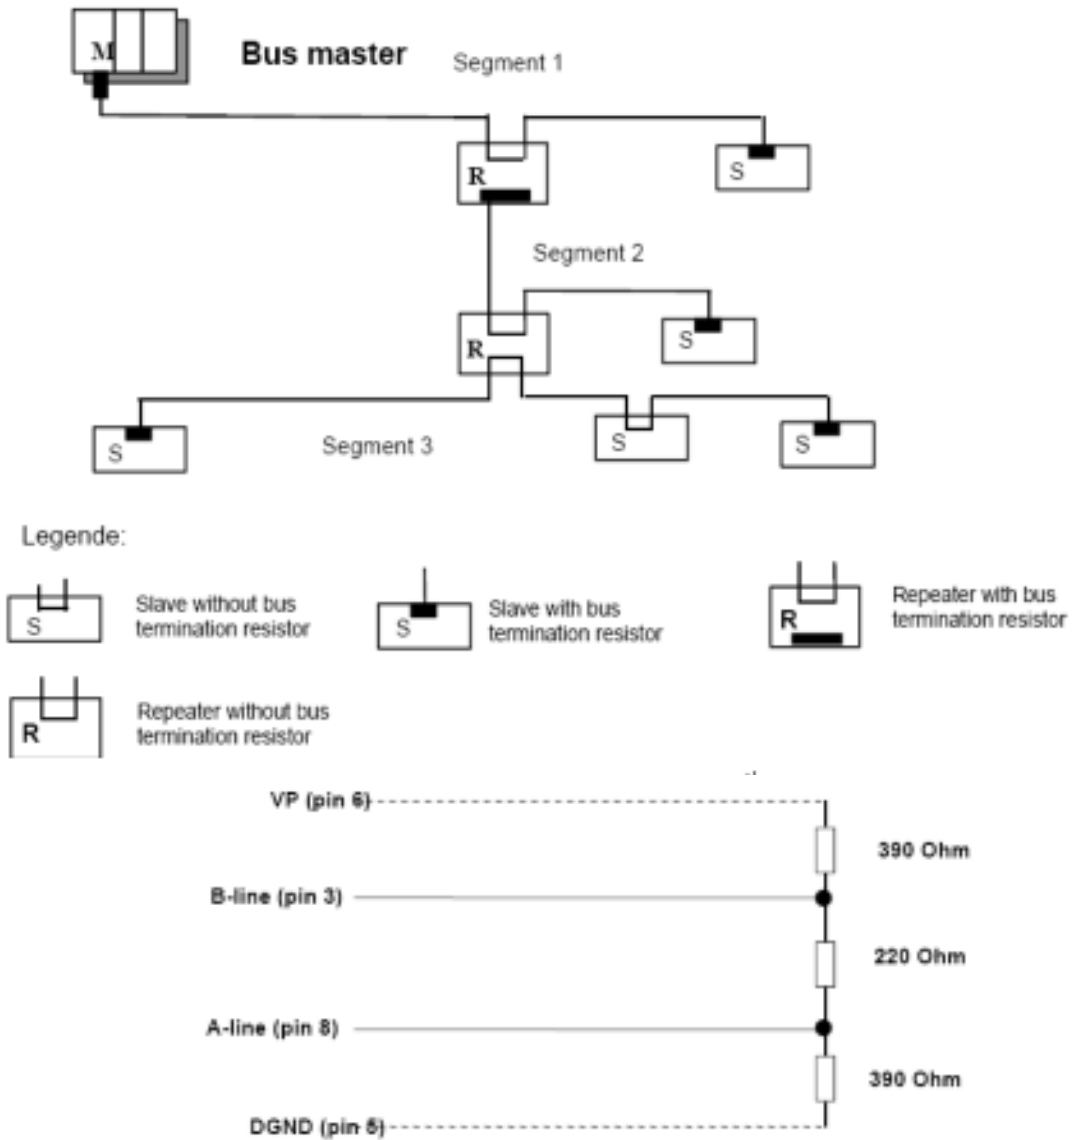 M
Bus master
Segment 1
R
S
Segment 2
R
S
S
Segment 3
S
S
Legende:
S
Slave without bus
termination resistor
S
Slave with bus
termination resistor
R
Repeater with bus
termination resistor
R
Repeater without bus
termination resistor
VP (pin 6)
390 Ohm
B-line (pin 3)
220 Ohm
A-line (pin 8)
390 Ohm
DGND (pin 5)